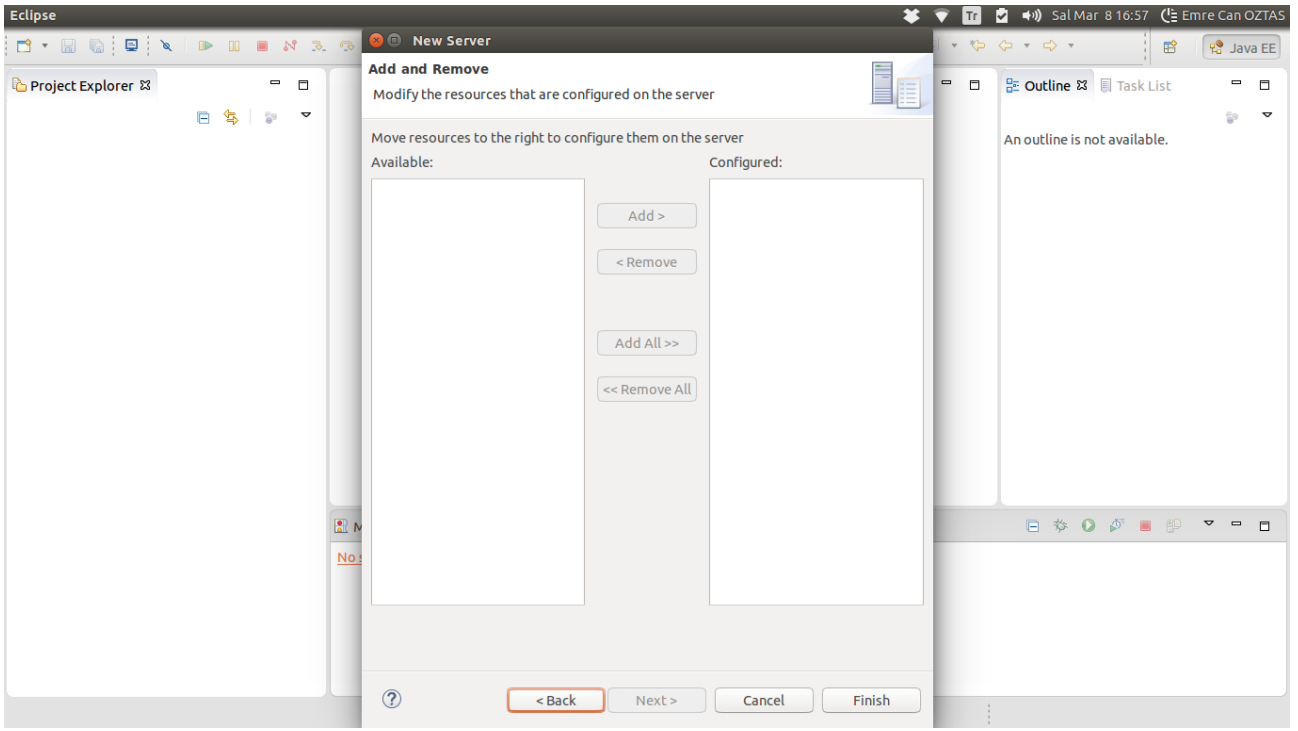 Eclipse
Tr
Sal Mar 8 16:57
Emre Can OZTAS
Java EE
Project Explorer
New Server
Add and Remove
Modify the resources that are configured on the server
Move resources to the right to configure them on the server
Available:
Configured:
Add >
< Remove
Add All >>
<< Remove All
?
< Back
Next >
Cancel
Finish
Outline
Task List
An outline is not available.
M
No